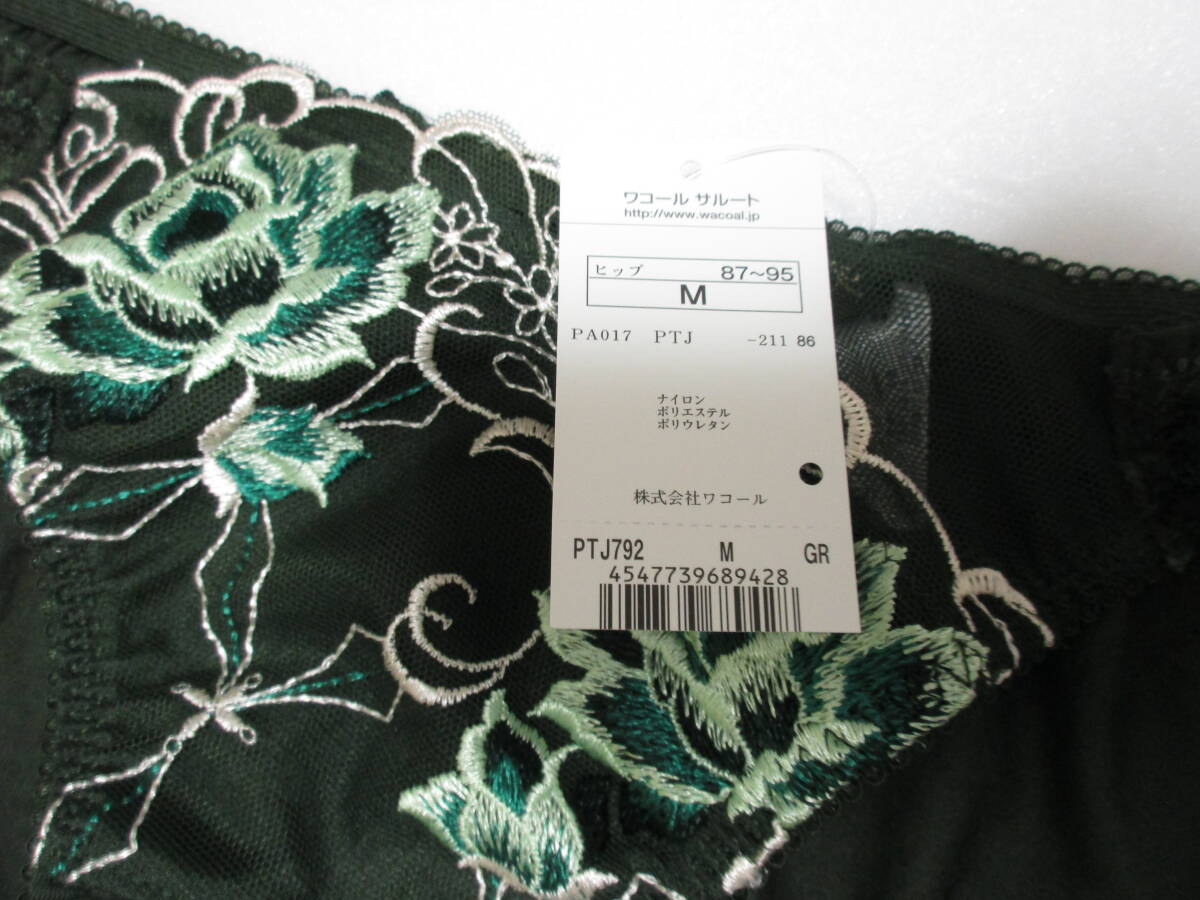 ワコール サルート
http://www.wacoal.jp
ヒップ 87～95
M
PA017 PTJ -211 86
ナイロン
ポリエステル
ポリウレタン
株式会社ワコール
PTJ792 M GR
4547739689428